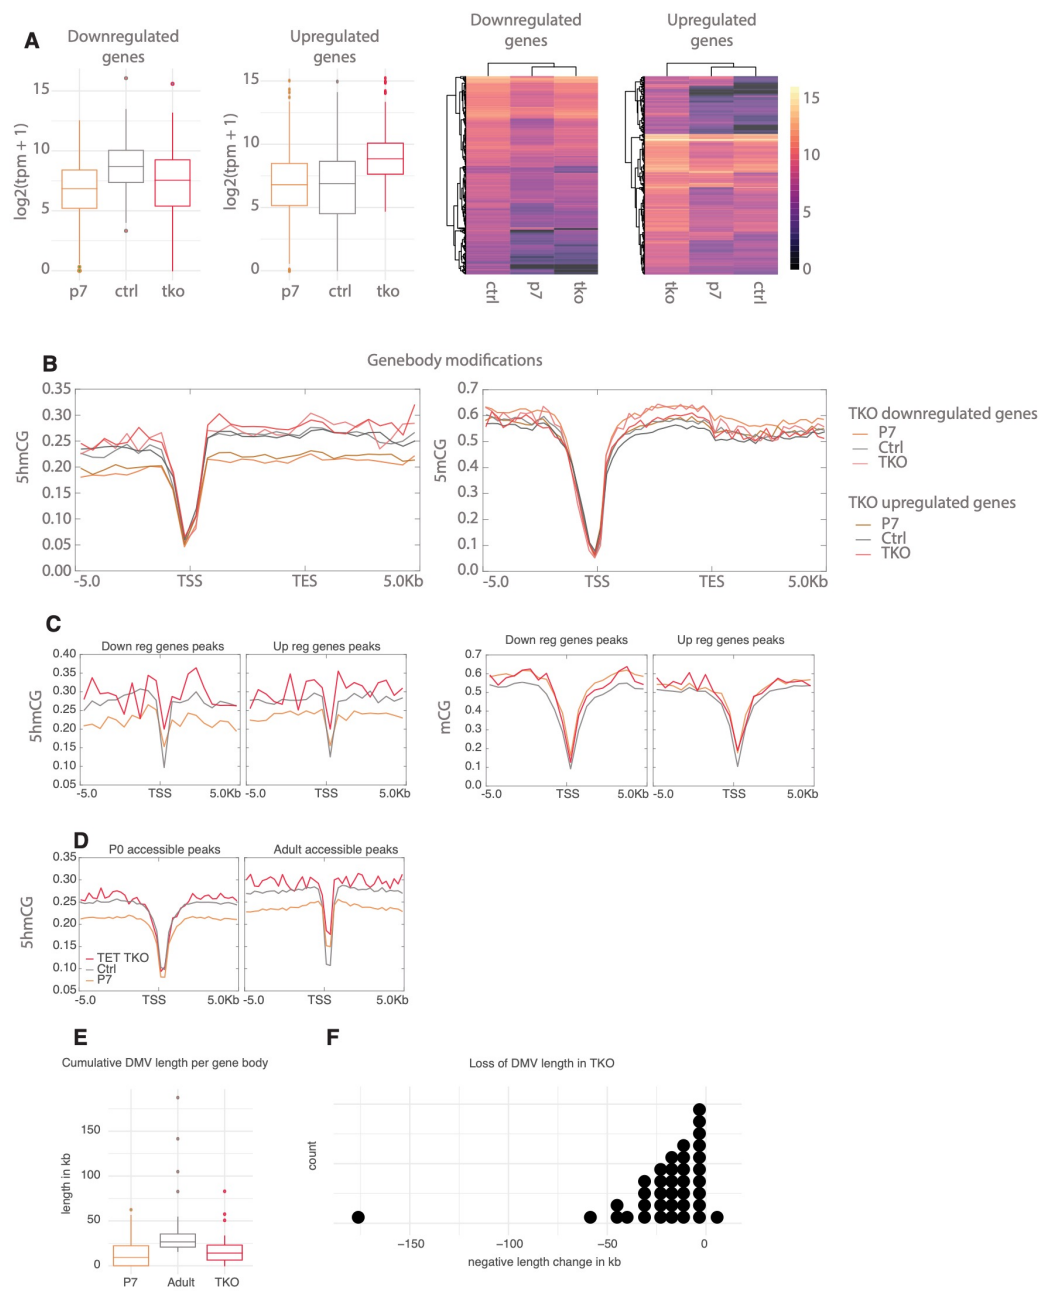 A
Downregulated
genes
Upregulated
genes
Downregulated
genes
Upregulated
genes
log2(tpm + 1)
15
10
5
0
p7
ctrl
tko
log2(tpm + 1)
15
10
5
0
p7
ctrl
tko
ctrl
p7
tko
tko
p7
ctrl
15
10
5
0
B
Genebody modifications
5hmCG
0.35
0.30
0.25
0.20
0.15
0.10
0.05
0.00
-5.0
TSS
TES
5.0Kb
5mCG
0.7
0.6
0.5
0.4
0.3
0.2
0.1
0.0
-5.0
TSS
TES
5.0Kb
TKO downregulated genes
P7
Ctrl
TKO
TKO upregulated genes
P7
Ctrl
TKO
C
Down reg genes peaks
Up reg genes peaks
5hmCG
0.40
0.35
0.30
0.25
0.20
0.15
0.10
0.05
-5.0
TSS
5.0Kb
-5.0
TSS
5.0Kb
Down reg genes peaks
Up reg genes peaks
mCG
0.7
0.6
0.5
0.4
0.3
0.2
0.1
0.0
-5.0
TSS
5.0Kb
-5.0
TSS
5.0Kb
D
P0 accessible peaks
Adult accessible peaks
5hmCG
0.35
0.30
0.25
0.20
0.15
0.10
0.05
TET TKO
Ctrl
P7
-5.0
TSS
5.0Kb
-5.0
TSS
5.0Kb
E
Cumulative DMV length per gene body
length in kb
150
100
50
0
P7
Adult
TKO
F
Loss of DMV length in TKO
count
−150
−100
−50
0
negative length change in kb